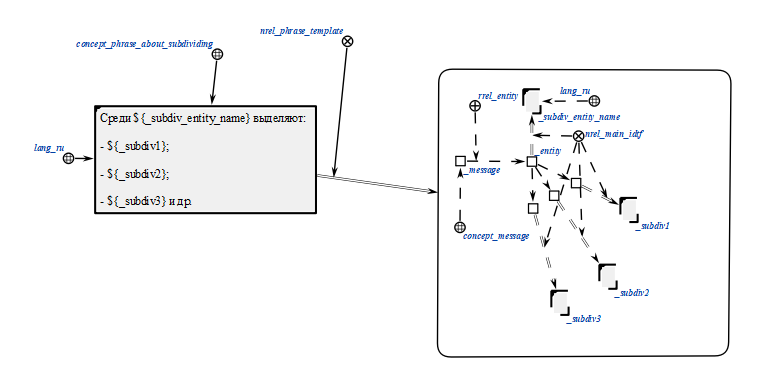 nrel_phrase_template
concept_phrase_about_subdividing
Среди ${_subdiv_entity_name} выделяют:
- ${_subdiv1};
- ${_subdiv2};
- ${_subdiv3} и др.
lang_ru
rrel_entity
lang_ru
_subdiv_entity_name
nrel_main_idtf
_entity
_message
concept_message
_subdiv1
_subdiv2
_subdiv3